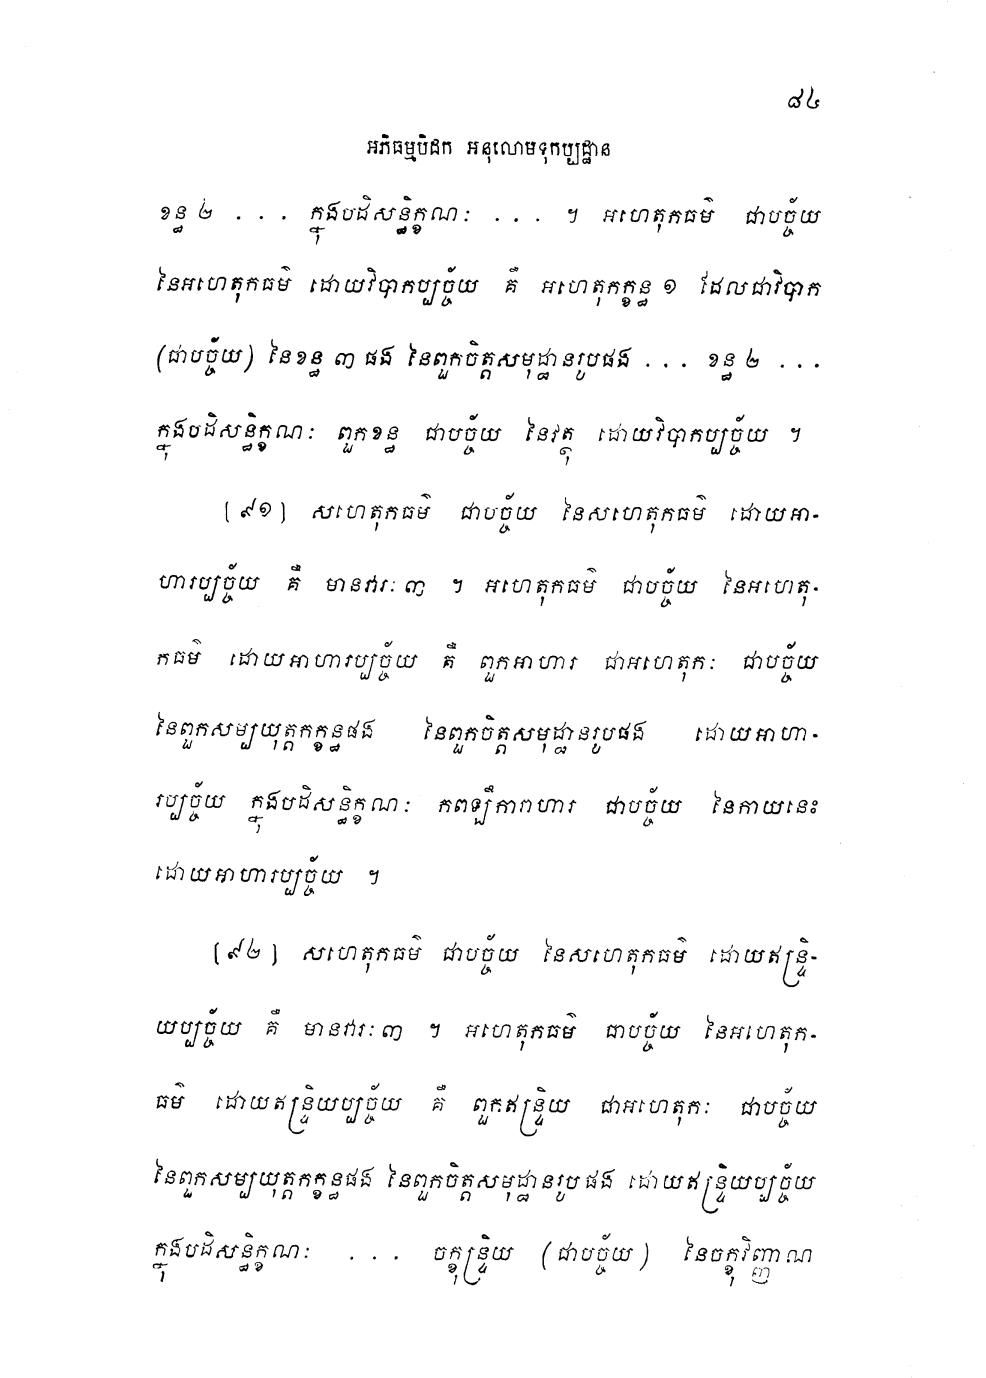 ៨៤
អភិធម្មបិដក អនុលោមទុកប្បដ្ឋាន
ខន្ធ ២ . . . ក្នុងបដិសន្ធិក្ខណៈ . . . ។ អហេតុកធម៌ ជាបច្ច័យ
នៃអហេតុកធម៌ ដោយវិបាកប្បច្ច័យ គឺ អហេតុកក្ខន្ធ ១ ដែលជាវិបាក
(ជាបច្ច័យ) នៃខន្ធ ៣ ផង នៃពួកចិត្តសមុដ្ឋានរូបផង . . . ខន្ធ ២ . . .
ក្នុងបដិសន្ធិក្ខណៈ ពួកខន្ធ ជាបច្ច័យ នៃវត្ថុ ដោយវិបាកប្បច្ច័យ ។
[៩១] សហេតុកធម៌ ជាបច្ច័យ នៃសហេតុកធម៌ ដោយអា-
ហារប្បច្ច័យ គឺ មានវារៈ ៣ ។ អហេតុកធម៌ ជាបច្ច័យ នៃអហេតុ-
កធម៌ ដោយអាហារប្បច្ច័យ គឺ ពួកអាហារ ជាអហេតុកៈ ជាបច្ច័យ
នៃពួកសម្បយុត្តកក្ខន្ធផង នៃពួកចិត្តសមុដ្ឋានរូបផង ដោយអាហា-
រប្បច្ច័យ ក្នុងបដិសន្ធិក្ខណៈ កពឡីការាហារ ជាបច្ច័យ នៃកាយនេះ
ដោយអាហារប្បច្ច័យ ។
[៩២] សហេតុកធម៌ ជាបច្ច័យ នៃសហេតុកធម៌ ដោយឥន្ទ្រិ-
យប្បច្ច័យ គឺ មានវារៈ ៣ ។ អហេតុកធម៌ ជាបច្ច័យ នៃអហេតុក-
ធម៌ ដោយឥន្ទ្រិយប្បច្ច័យ គឺ ពួកឥន្ទ្រិយ ជាអហេតុកៈ ជាបច្ច័យ
នៃពួកសម្បយុត្តកក្ខន្ធផង នៃពួកចិត្តសមុដ្ឋានរូបផង ដោយឥន្ទ្រិយប្បច្ច័យ
ក្នុងបដិសន្ធិក្ខណៈ . . . ចក្ខុន្ទ្រិយ (ជាបច្ច័យ) នៃចក្ខុវិញ្ញាណ